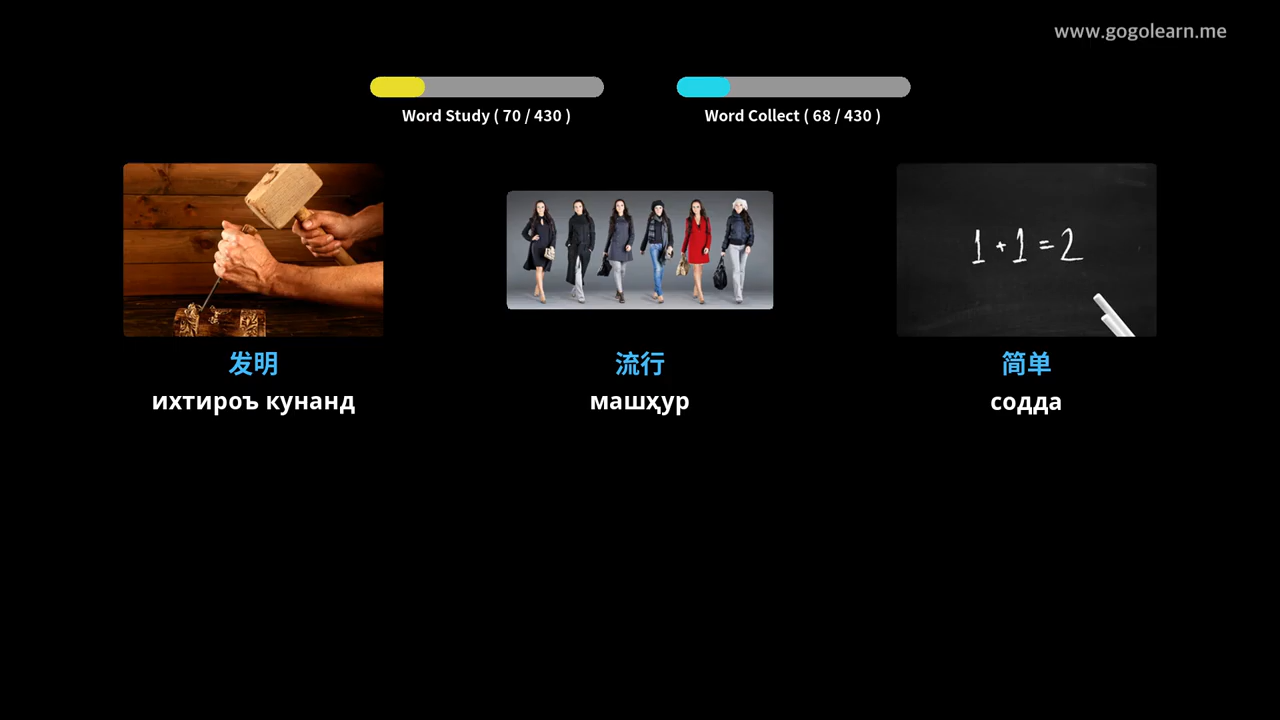 www.gogolearn.me
Word Study ( 70 / 430 )
Word Collect ( 68 / 430 )
1 + 1 = 2
发明
流行
简单
ихтироъ кунанд
машҳур
содда